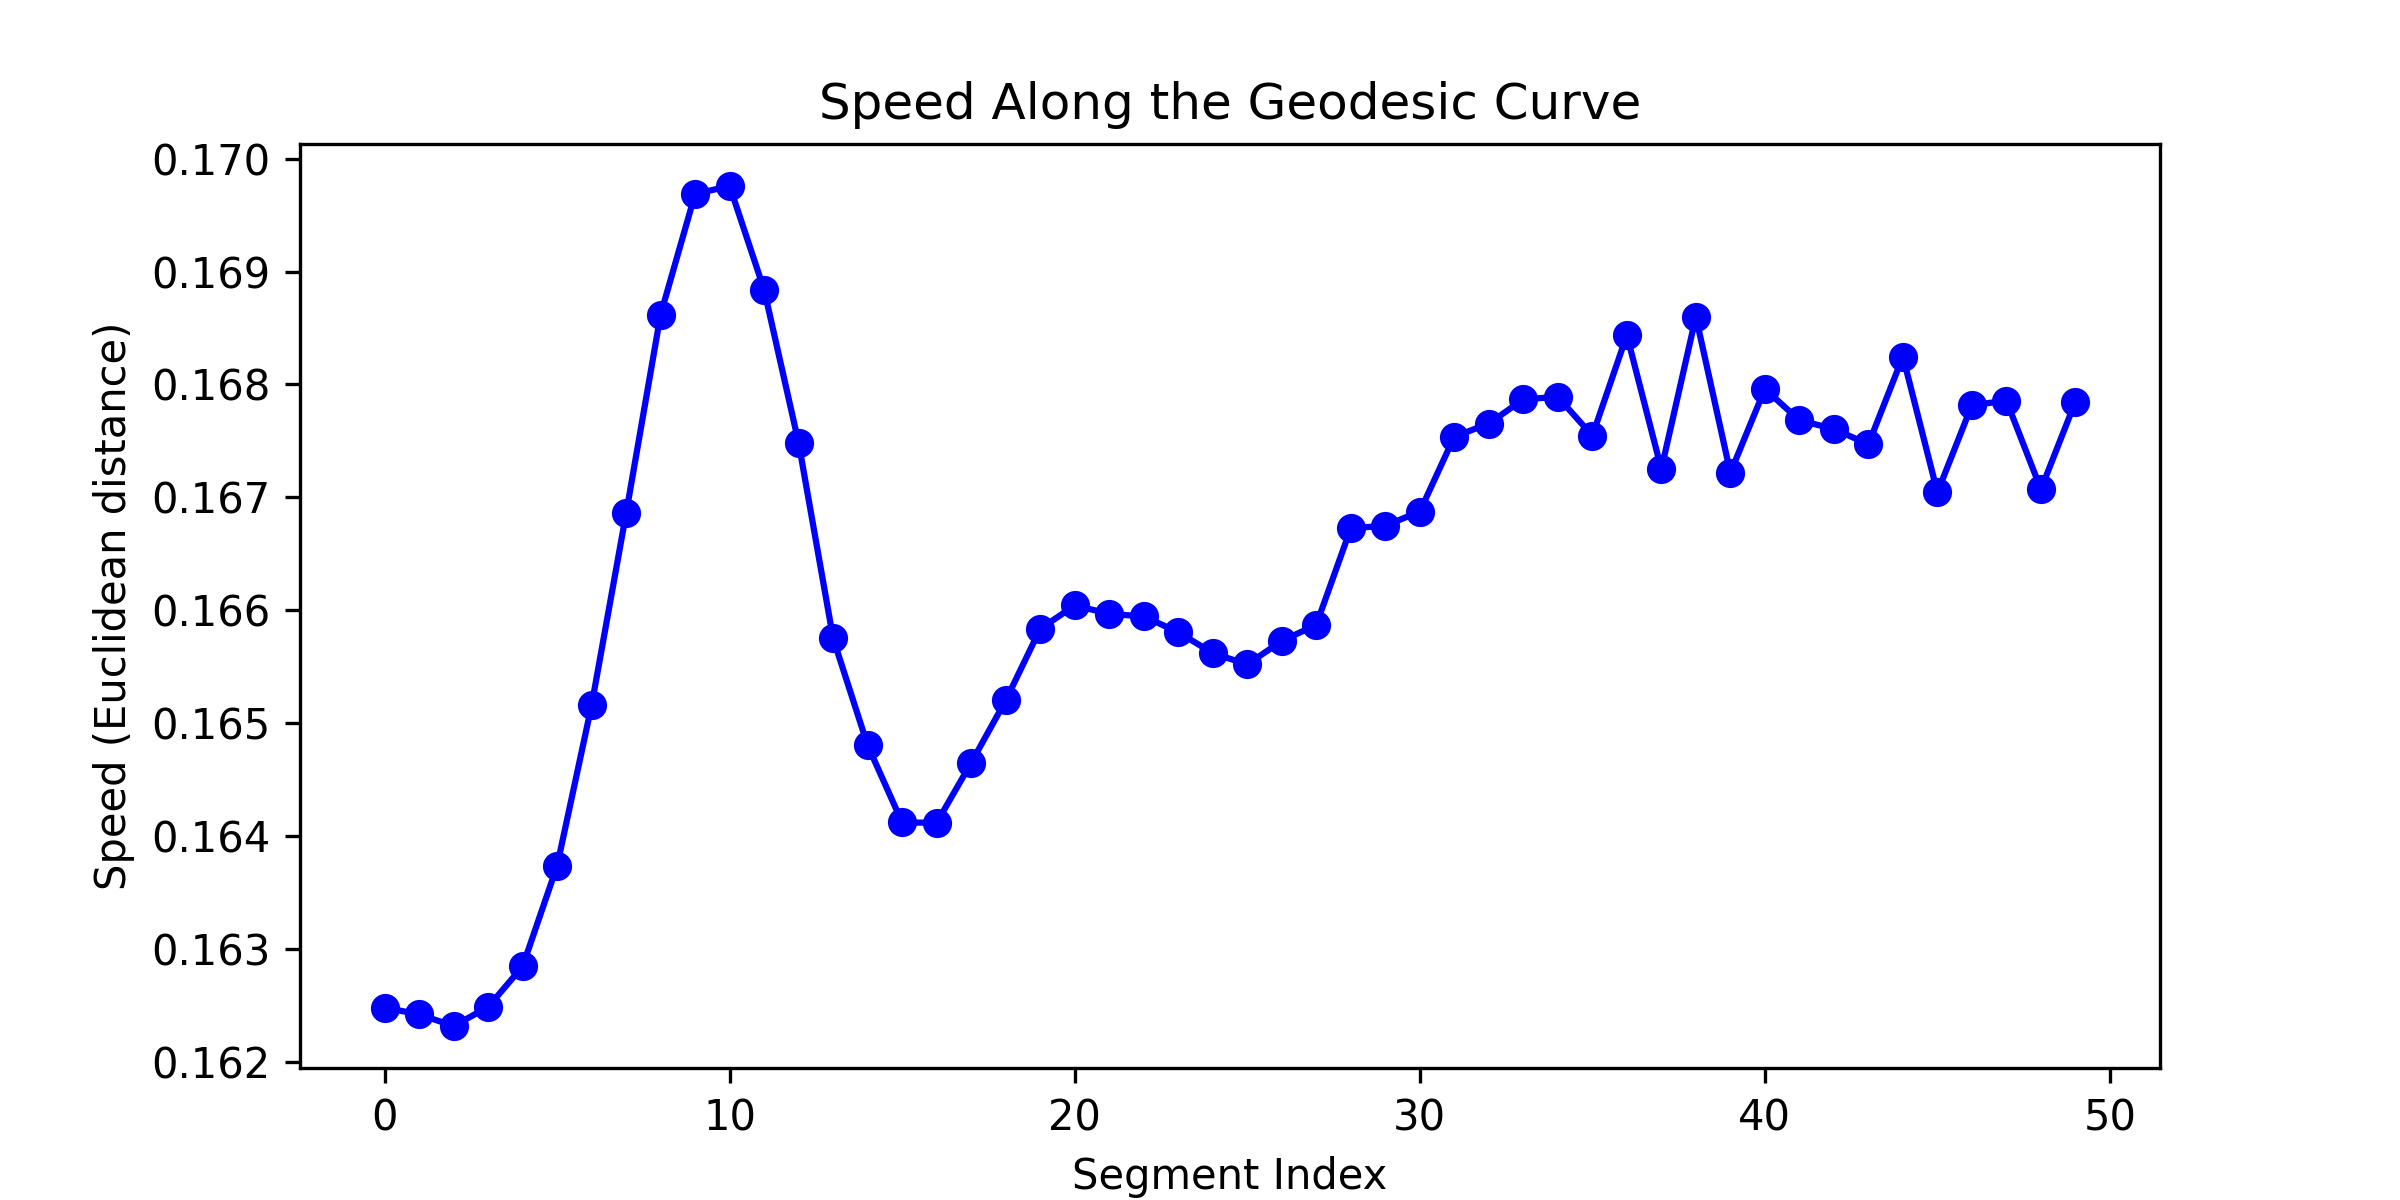 Speed Along the Geodesic Curve
Speed (Euclidean distance)
0.170
0.169
0.168
0.167
0.166
0.165
0.164
0.163
0.162
0 10 20 30 40 50
Segment Index